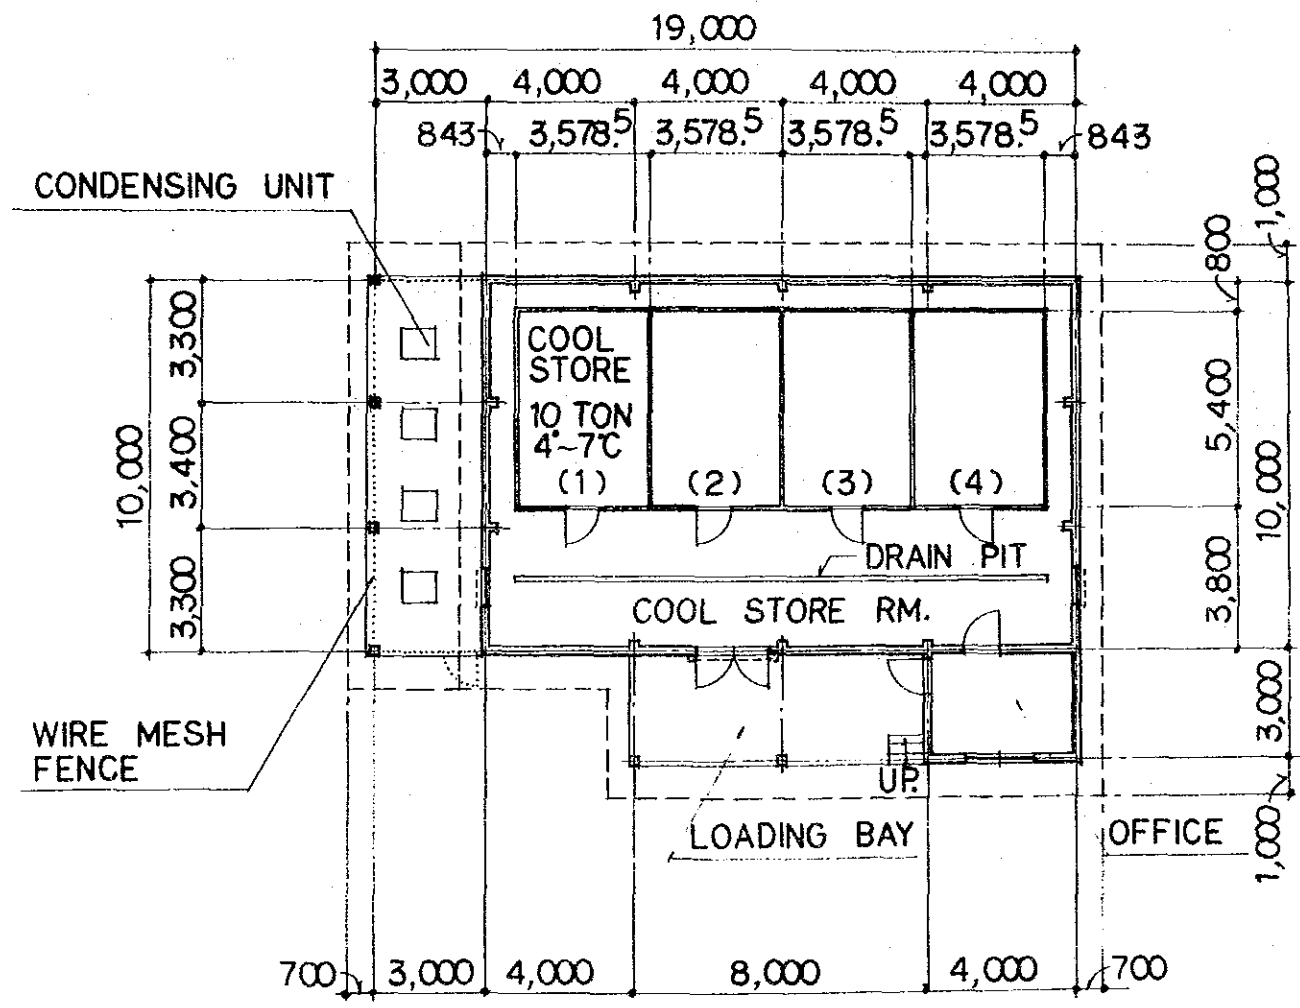 19,000
3,000 4,000 4,000 4,000 4,000
843 3,578.5 3,578.5 3,578.5 3,578.5 843
CONDENSING UNIT
1,000
800
COOL
STORE
10 TON
4°~7℃
(1) (2) (3) (4)
3,300
3,400
3,300
10,000
5,400
10,000
3,800
DRAIN PIT
COOL STORE RM.
3,000
WIRE MESH
FENCE
UP.
LOADING BAY
OFFICE
1,000
700 3,000 4,000 8,000 4,000 700